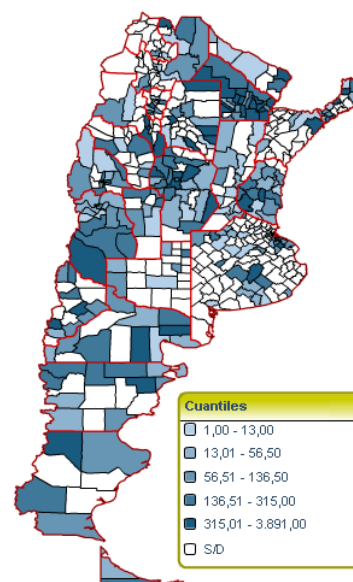 Cuantiles
1,00 - 13,00
13,01 - 56,50
56,51 - 136,50
136,51 - 315,00
315,01 - 3.891,00
S/D